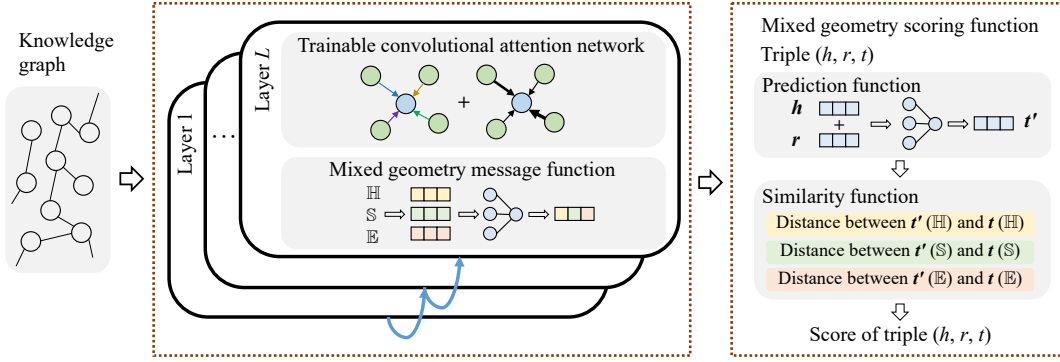 Knowledge
graph
Layer 1
...
Layer L
Trainable convolutional attention network
+
Mixed geometry message function
ℍ
𝕊
𝔼
Mixed geometry scoring function
Triple (h, r, t)
Prediction function
h
+
r
t'
Similarity function
Distance between t' (ℍ) and t (ℍ)
Distance between t' (𝕊) and t (𝕊)
Distance between t' (𝔼) and t (𝔼)
Score of triple (h, r, t)